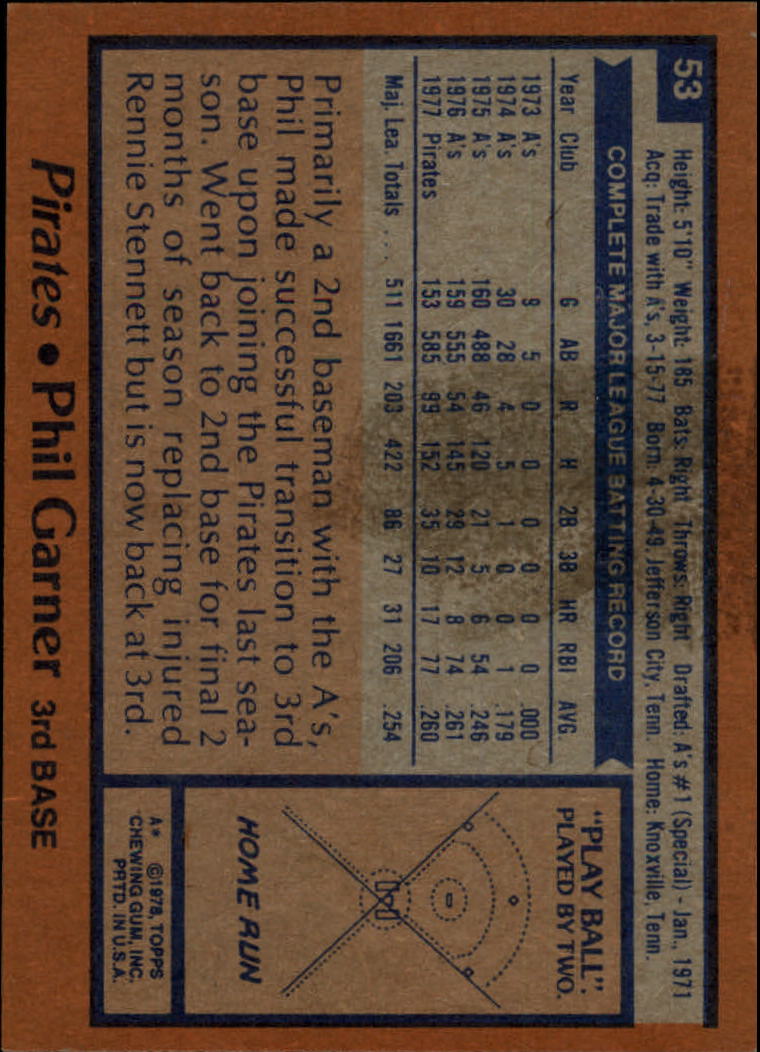 53
Height: 5'10" Weight: 185 Bats: Right Throws: Right Drafted: A's #1 (Special) - Jan., 1971
Acq: Trade with A's, 3-15-77 Born: 4-30-49, Jefferson City, Tenn. Home: Knoxville, Tenn.
COMPLETE MAJOR LEAGUE BATTING RECORD
Year Club G AB R H 2B 3B HR RBI AVG.
1973 A's 9 5 0 0 0 0 0 0 .000
1974 A's 30 28 4 5 1 0 0 1 .179
1975 A's 160 488 46 120 21 5 6 54 .246
1976 A's 159 555 54 145 29 12 8 74 .261
1977 Pirates 153 585 99 152 35 10 17 77 .260
Maj. Lea. Totals ... 511 1661 203 422 86 27 31 206 .254
Primarily a 2nd baseman with the A's,
Phil made successful transition to 3rd
base upon joining the Pirates last sea-
son. Went back to 2nd base for final 2
months of season replacing injured
Rennie Stennett but is now back at 3rd.
"PLAY BALL".
PLAYED BY TWO.
HOME RUN
A* ©1978, TOPPS
CHEWING GUM, INC.
PRTD. IN U.S.A.
Pirates • Phil Garner 3rd BASE